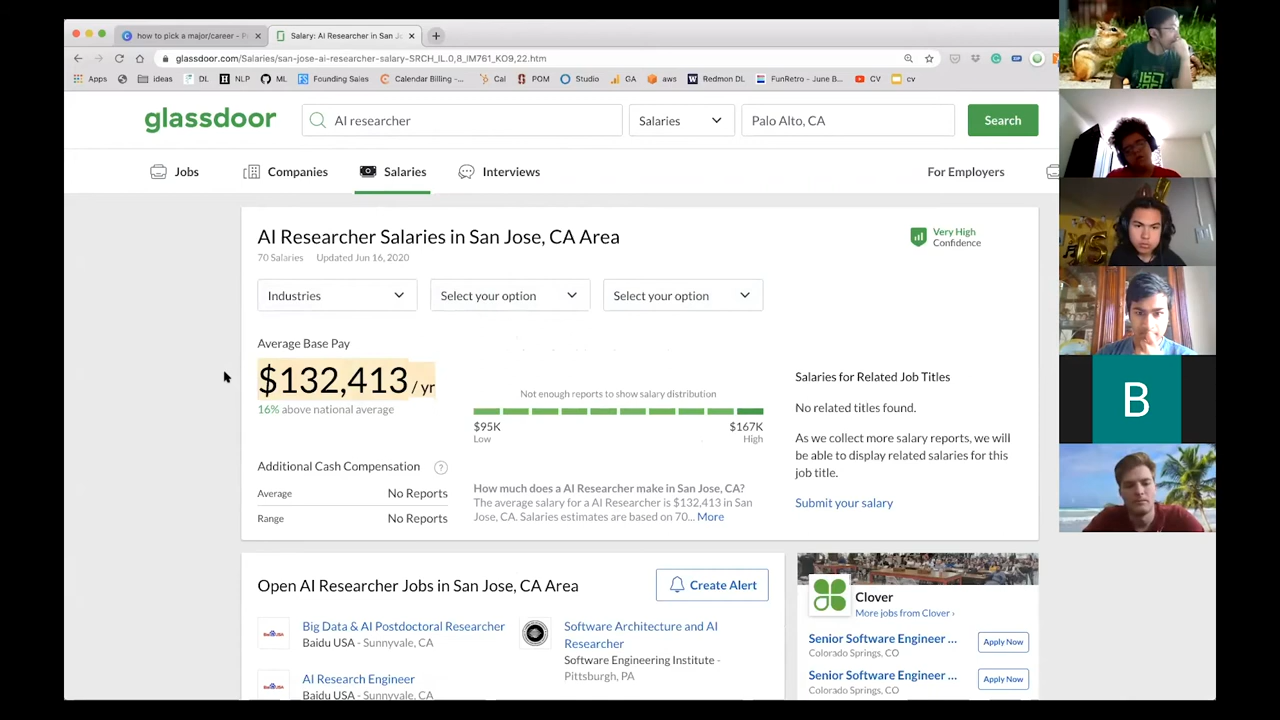 how to pick a major/career - 
Salary: AI Researcher in San Jo
glassdoor.com/Salaries/san-jose-ai-researcher-salary-SRCH_IL.0,8_IM761_KO9,22.htm
Apps
ideas
DL
NLP
ML
Founding Sales
Calendar Billing -...
Cal
POM
Studio
GA
aws
Redmon DL
FunRetro - June B...
CV
cv
glassdoor
AI researcher
Salaries
Palo Alto, CA
Search
Jobs
Companies
Salaries
Interviews
For Employers
AI Researcher Salaries in San Jose, CA Area
70 Salaries Updated Jun 16, 2020
Very High
Confidence
Industries
Select your option
Select your option
Average Base Pay
$132,413 / yr
16% above national average
Not enough reports to show salary distribution
$95K
Low
$167K
High
Additional Cash Compensation ?
Average No Reports
Range No Reports
How much does a AI Researcher make in San Jose, CA?
The average salary for a AI Researcher is $132,413 in San
Jose, CA. Salaries estimates are based on 70... More
Salaries for Related Job Titles
No related titles found.
As we collect more salary reports, we will
be able to display related salaries for this
job title.
Submit your salary
Open AI Researcher Jobs in San Jose, CA Area
Create Alert
Big Data & AI Postdoctoral Researcher
Baidu USA - Sunnyvale, CA
AI Research Engineer
Baidu USA - Sunnyvale, CA
Software Architecture and AI
Researcher
Software Engineering Institute -
Pittsburgh, PA
Clover
More jobs from Clover ›
Senior Software Engineer ...
Colorado Springs, CO
Apply Now
Senior Software Engineer ...
Colorado Springs, CO
Apply Now
B